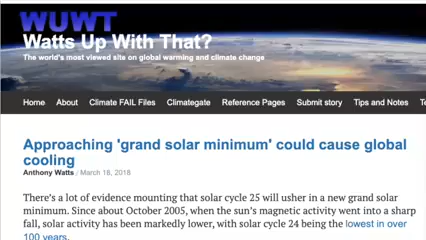 WUWT
Watts Up With That?
The world's most viewed site on global warming and climate change
Home About Climate FAIL Files Climategate Reference Pages Submit story Tips and Notes
Approaching 'grand solar minimum' could cause global
cooling
Anthony Watts / March 16, 2018
There's a lot of evidence mounting that solar cycle 25 will usher in a new grand solar
minimum. Since about October 2005, when the sun's magnetic activity went into a sharp
fall, solar activity has been markedly lower, with solar cycle 24 being the lowest in over
100 years.